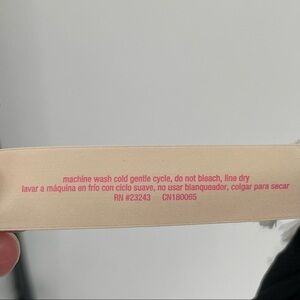 machine wash cold gentle cycle, do not bleach, line dry
lavar a máquina en frío con ciclo suave, no usar blanqueador, colgar para secar
RN #23243 CN180065